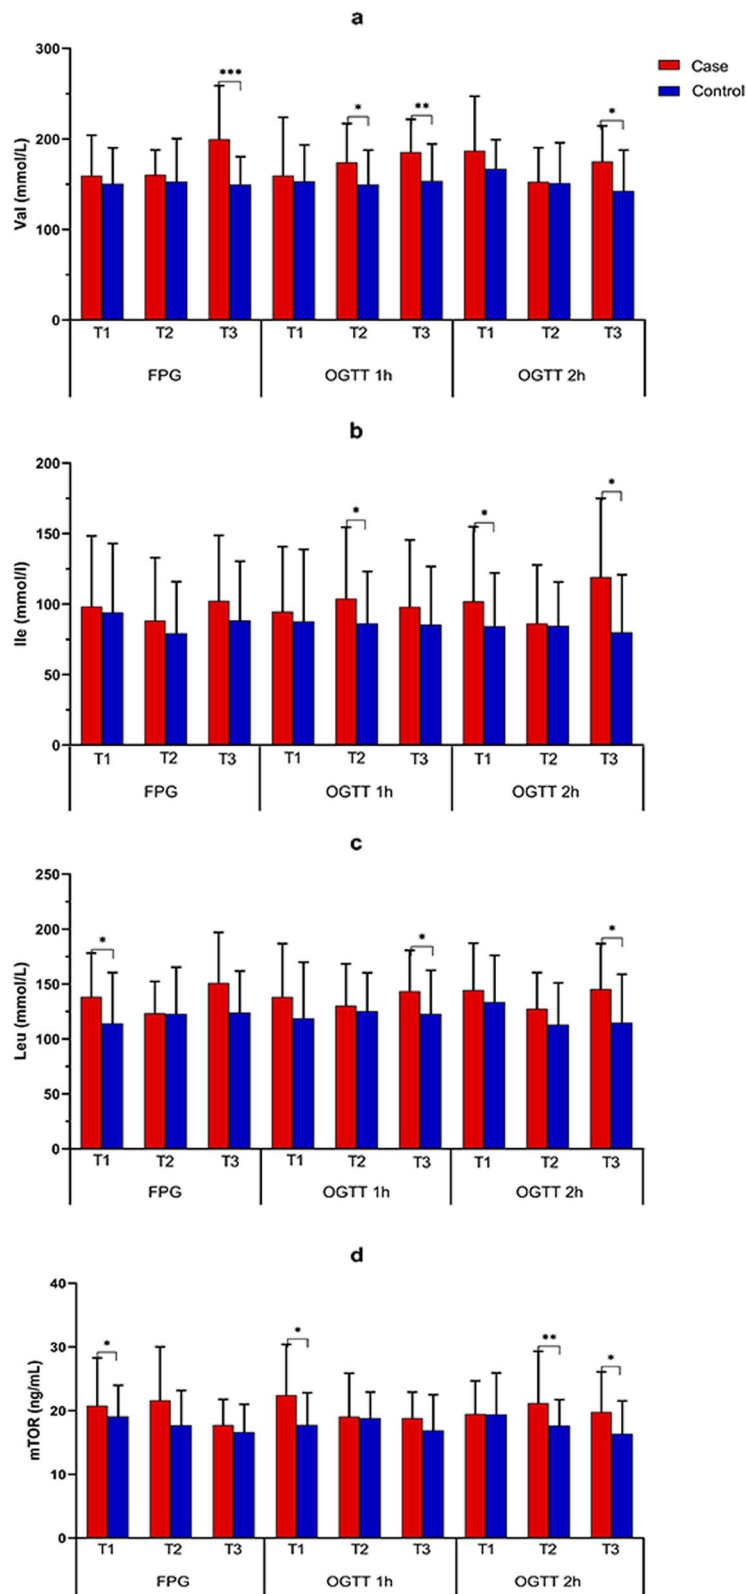 a
Case
Control
Val (mmol/L)
300
200
100
0
***
*
**
*
T1 T2 T3 T1 T2 T3 T1 T2 T3
FPG OGTT 1h OGTT 2h
b
Ile (mmol/l)
200
150
100
50
0
*
*
*
T1 T2 T3 T1 T2 T3 T1 T2 T3
FPG OGTT 1h OGTT 2h
c
Leu (mmol/L)
250
200
150
100
50
0
*
*
*
T1 T2 T3 T1 T2 T3 T1 T2 T3
FPG OGTT 1h OGTT 2h
d
mTOR (ng/mL)
40
30
20
10
0
*
*
**
*
T1 T2 T3 T1 T2 T3 T1 T2 T3
FPG OGTT 1h OGTT 2h